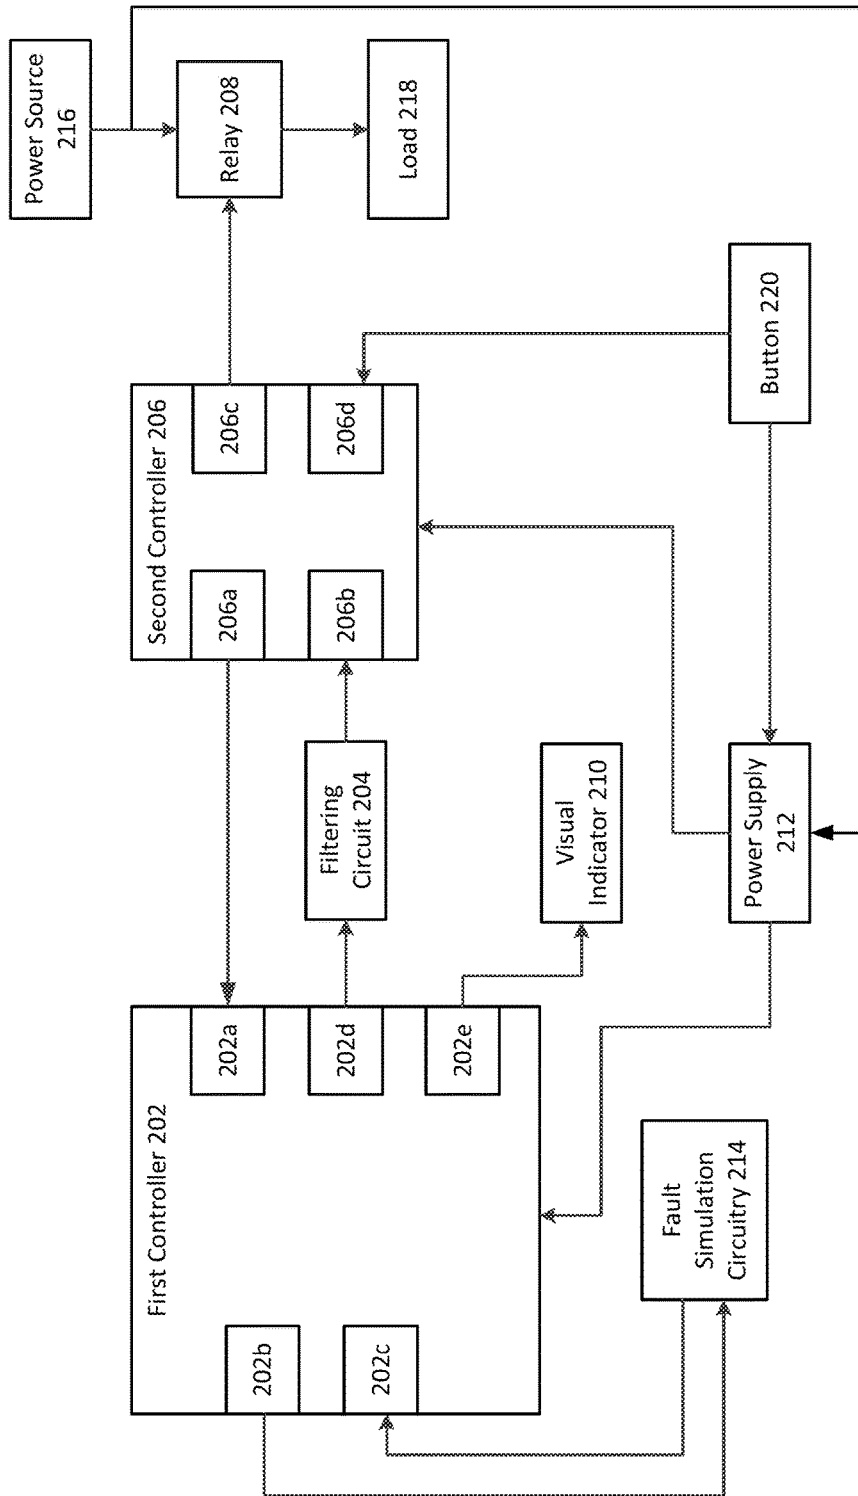 First Controller 202
202b
202c
202a
202d
202e
Fault
Simulation
Circuitry 214
Filtering
Circuit 204
Visual
Indicator 210
Second Controller 206
206a
206b
206c
206d
Power Supply
212
Button 220
Power Source
216
Relay 208
Load 218